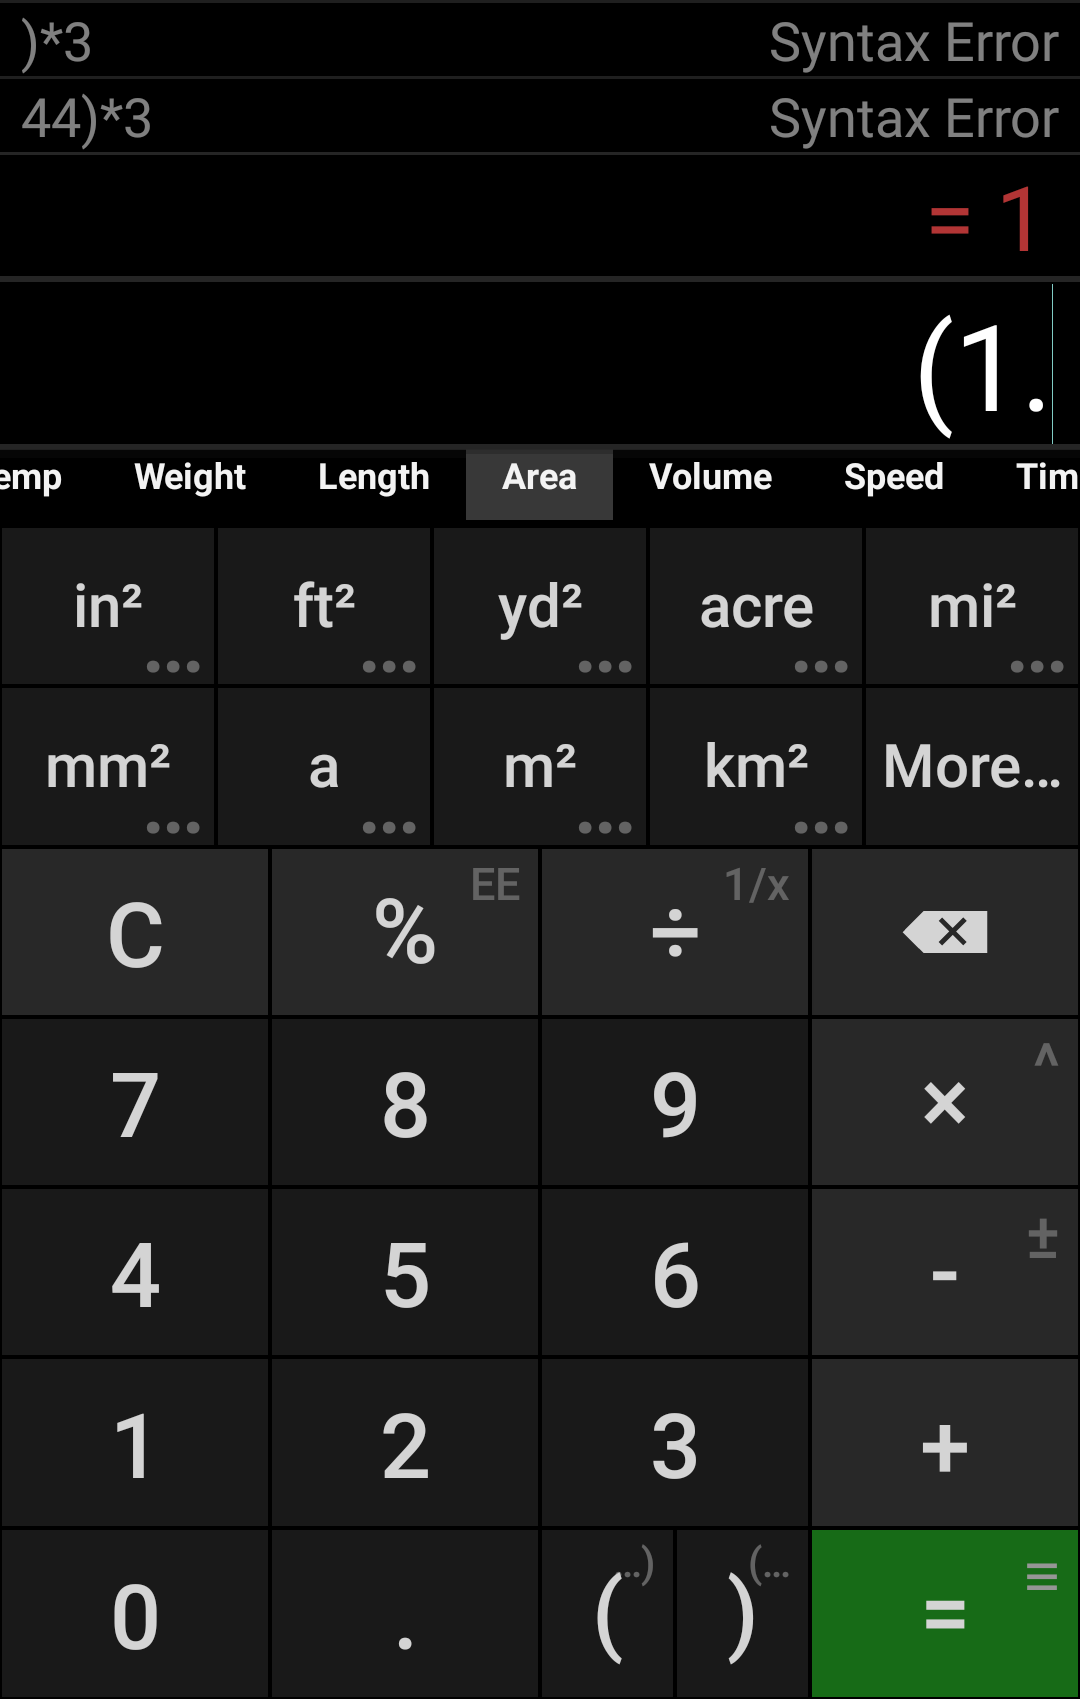 )*3 Syntax Error
44)*3 Syntax Error
= 1
(1.
emp Weight Length Area Volume Speed Tim
in² ft² yd² acre mi²
mm² a m² km² More...
C % EE ÷ 1/x
7 8 9 × ^
4 5 6 - ±
1 2 3 +
0 . ( ..) ) (... =